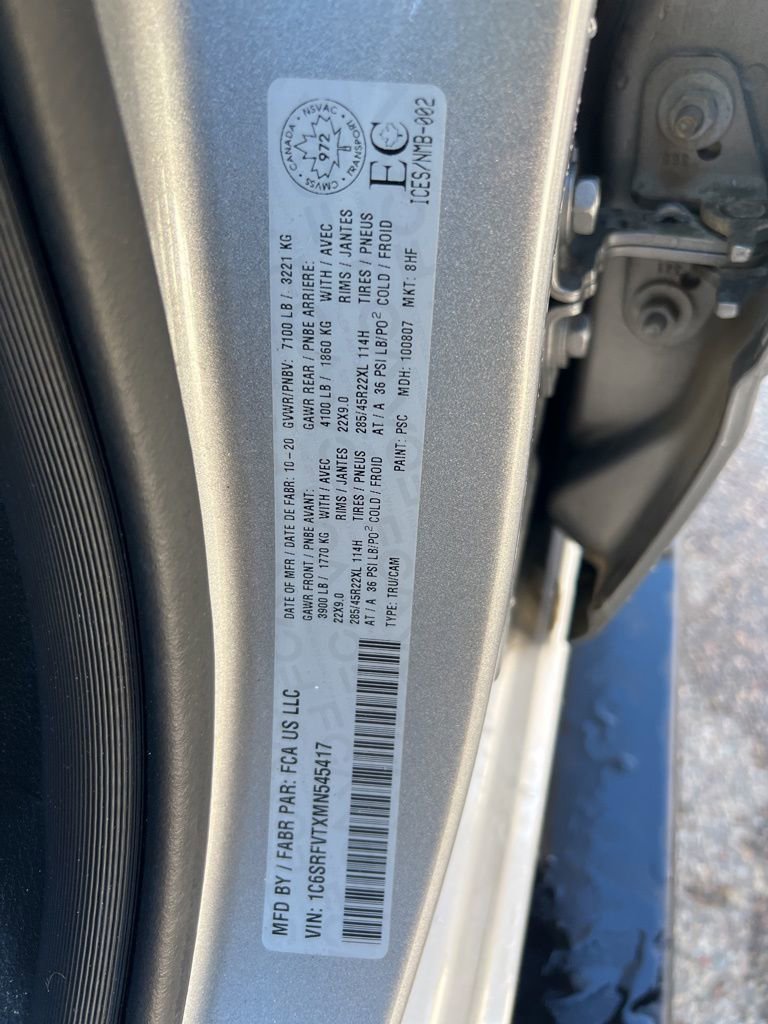 MFD BY / FABR PAR: FCA US LLC
VIN: 1C6SRFVTXMN545417
DATE OF MFR / DATE DE FABR: 10-20 GVWR/PNBV: 7100 LB / 3221 KG
GAWR FRONT / PNBE AVANT: GAWR REAR / PNBE ARRIERE:
3900 LB / 1770 KG WITH / AVEC 4100 LB / 1860 KG WITH / AVEC
22X9.0 RIMS / JANTES 22X9.0 RIMS / JANTES
285/45R22XL 114H TIRES / PNEUS 285/45R22XL 114H TIRES / PNEUS
AT / A 36 PSI LB/PO² COLD / FROID AT / A 36 PSI LB/PO² COLD / FROID
TYPE: TRU/CAM PAINT: PSC MDH: 100807 MKT: 8HF
CANADA • NSVAC • TRANSPORT • CMVSS •
972
EC
ICES/NMB-002